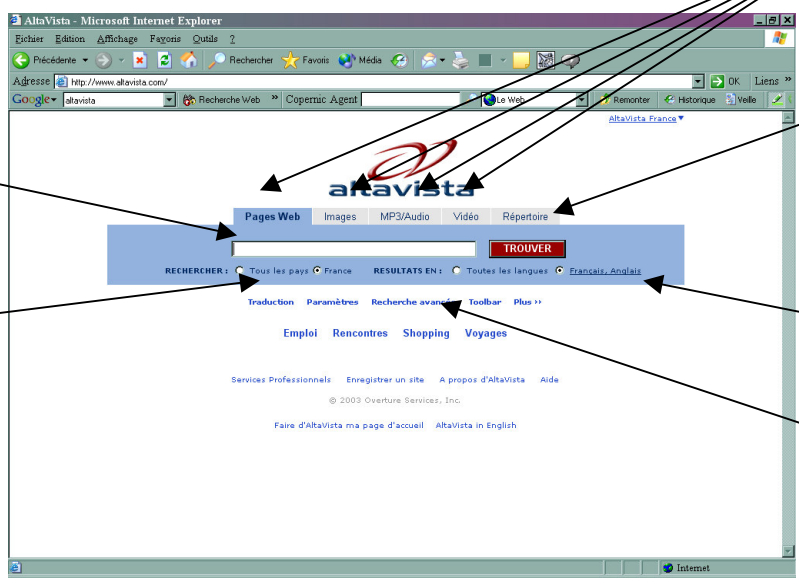 AltaVista - Microsoft Internet Explorer
Fichier Edition Affichage Favoris Outils ?
Précédente Rechercher Favoris Média
Adresse http://www.altavista.com/ OK Liens »
Google altavista Recherche Web » Copernic Agent Le Web Remonter Historique Veille
AltaVista France
altavista
Pages Web Images MP3/Audio Vidéo Répertoire
TROUVER
RECHERCHER : Tous les pays France RESULTATS EN : Toutes les langues Français, Anglais
Traduction Paramètres Recherche avancée Toolbar Plus ››
Emploi Rencontres Shopping Voyages
Services Professionnels Enregistrer un site A propos d'AltaVista Aide
© 2003 Overture Services, Inc.
Faire d'AltaVista ma page d'accueil AltaVista in English
Internet